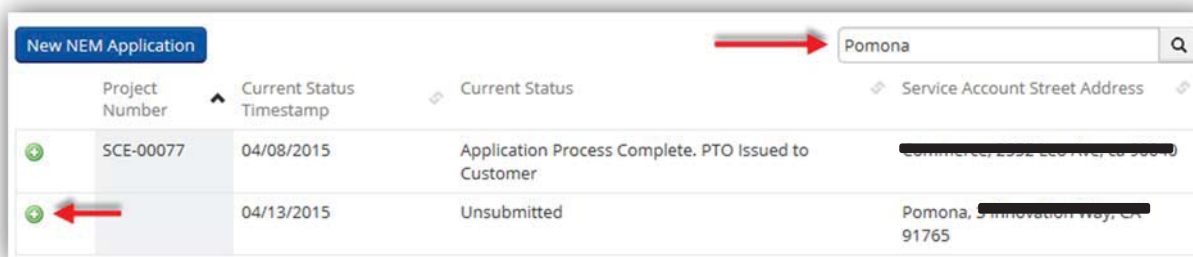 New NEM Application
Pomona
Project Number
Current Status Timestamp
Current Status
Service Account Street Address
SCE-00077
04/08/2015
Application Process Complete. PTO Issued to
Customer
04/13/2015
Unsubmitted
Pomona,
91765